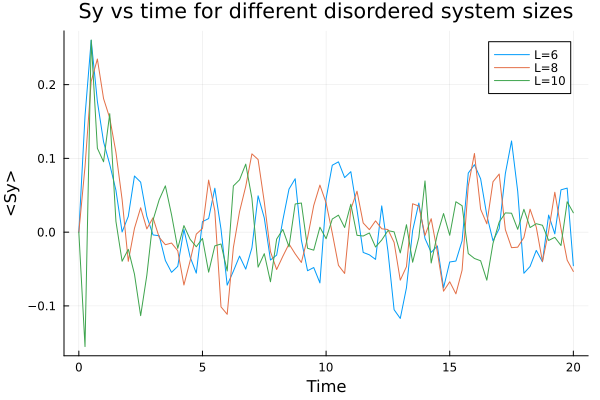 Sy vs time for different disordered system sizes
<Sy>
0.2
0.1
0.0
−0.1
L=6
L=8
L=10
0
5
10
15
20
Time